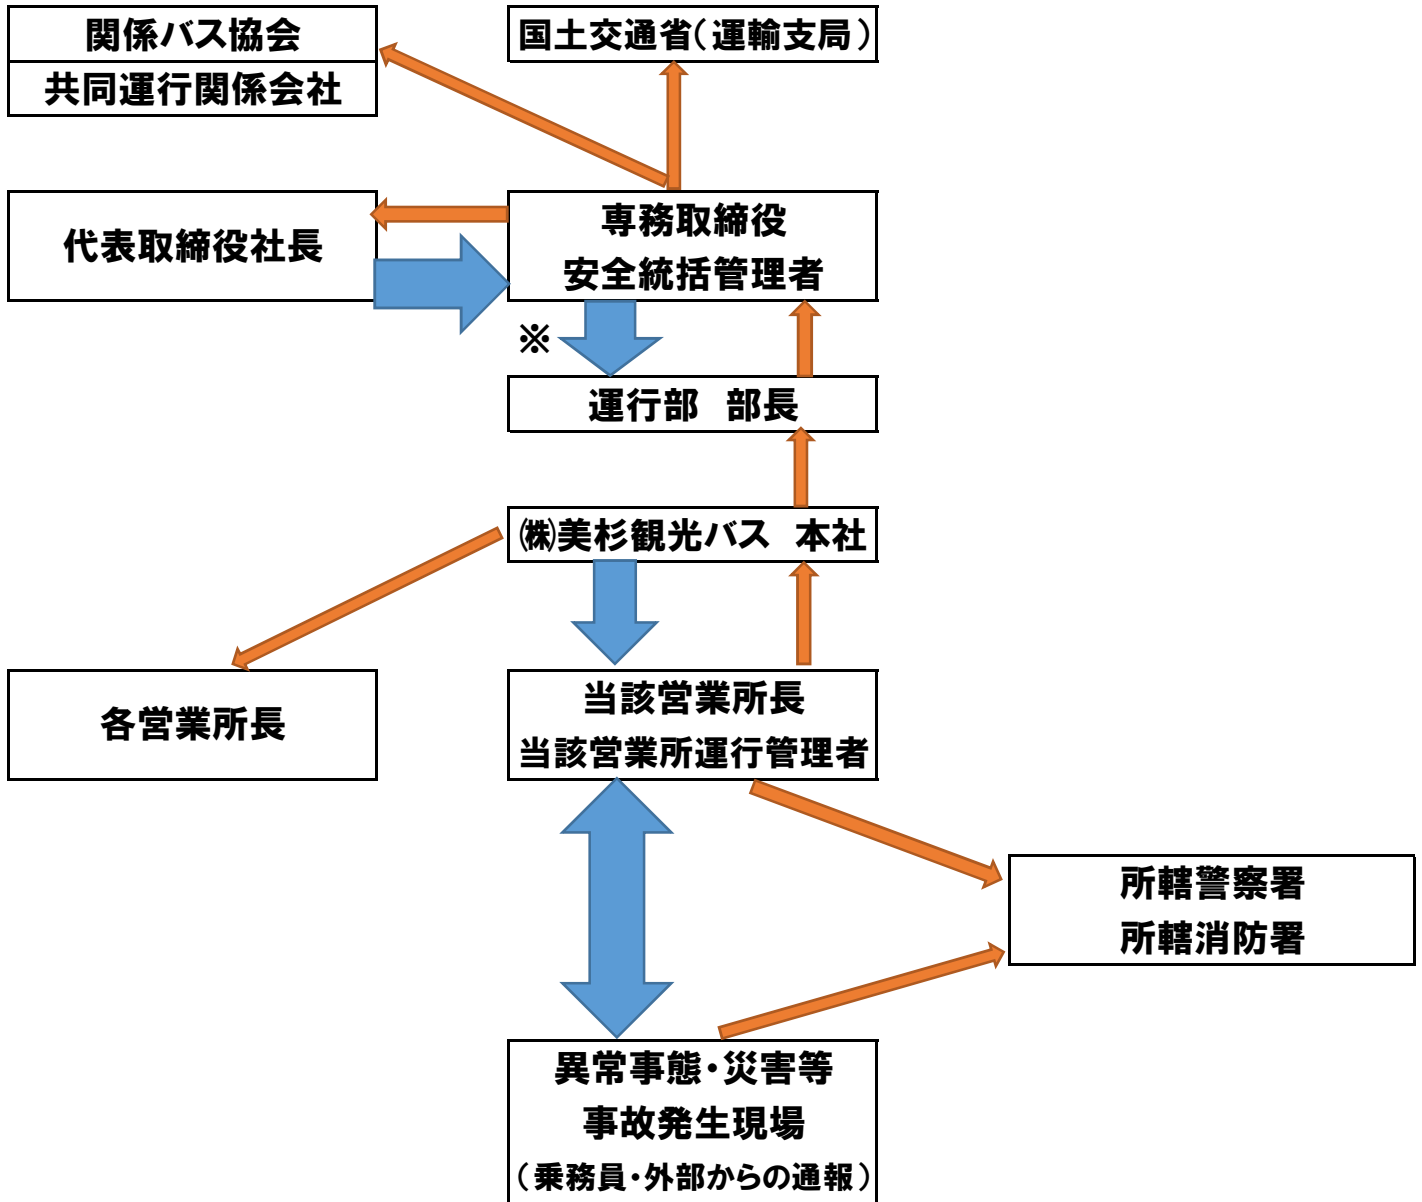 関係バス協会
国土交通省（運輸支局）
共同運行関係会社
代表取締役社長
専務取締役
安全統括管理者
※
運行部　部長
㈱美杉観光バス　本社
各営業所長
当該営業所長
当該営業所運行管理者
所轄警察署
所轄消防署
異常事態・災害等
事故発生現場
（乗務員・外部からの通報）